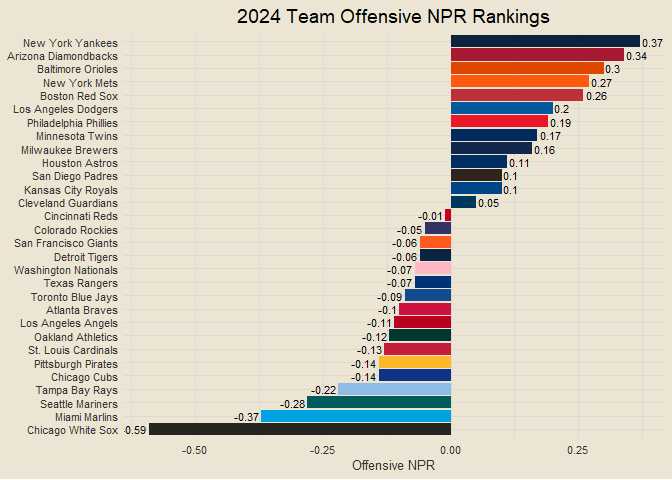 2024 Team Offensive NPR Rankings
New York Yankees 0.37
Arizona Diamondbacks 0.34
Baltimore Orioles 0.3
New York Mets 0.27
Boston Red Sox 0.26
Los Angeles Dodgers 0.2
Philadelphia Phillies 0.19
Minnesota Twins 0.17
Milwaukee Brewers 0.16
Houston Astros 0.11
San Diego Padres 0.1
Kansas City Royals 0.1
Cleveland Guardians 0.05
Cincinnati Reds -0.01
Colorado Rockies -0.05
San Francisco Giants -0.06
Detroit Tigers -0.06
Washington Nationals -0.07
Texas Rangers -0.07
Toronto Blue Jays -0.09
Atlanta Braves -0.1
Los Angeles Angels -0.11
Oakland Athletics -0.12
St. Louis Cardinals -0.13
Pittsburgh Pirates -0.14
Chicago Cubs -0.14
Tampa Bay Rays -0.22
Seattle Mariners -0.28
Miami Marlins -0.37
Chicago White Sox -0.59
-0.50 -0.25 0.00 0.25
Offensive NPR